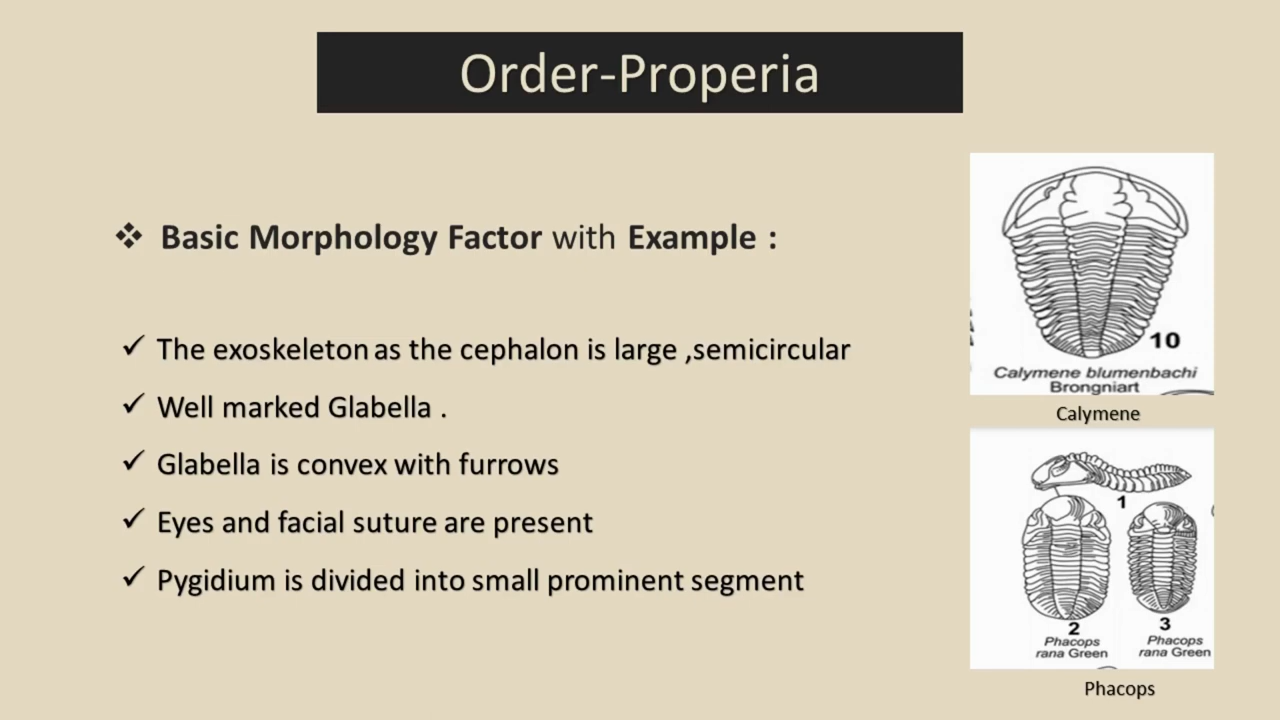 Order-Properia
❖ Basic Morphology Factor with Example :
✓ The exoskeleton as the cephalon is large ,semicircular
✓ Well marked Glabella .
✓ Glabella is convex with furrows
✓ Eyes and facial suture are present
✓ Pygidium is divided into small prominent segment
10
Calymene blumenbachi
Brongniart
Calymene
1
2
Phacops
rana Green
3
Phacops
rana Green
Phacops